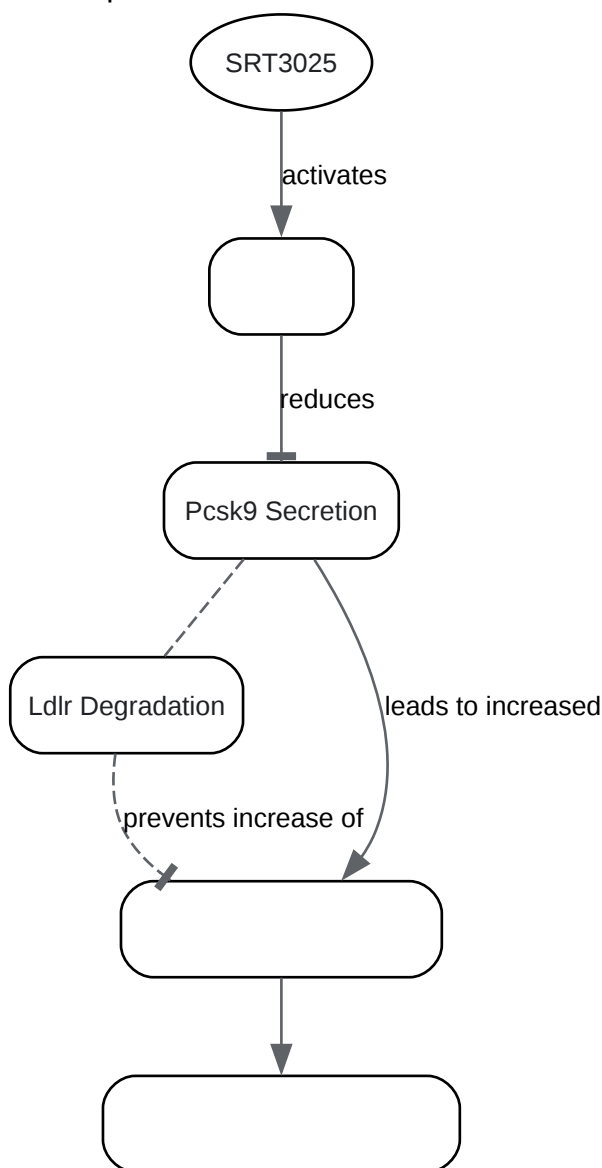 SRT3025
activates
reduces
Pcsk9 Secretion
Ldlr Degradation
leads to increased
prevents increase of